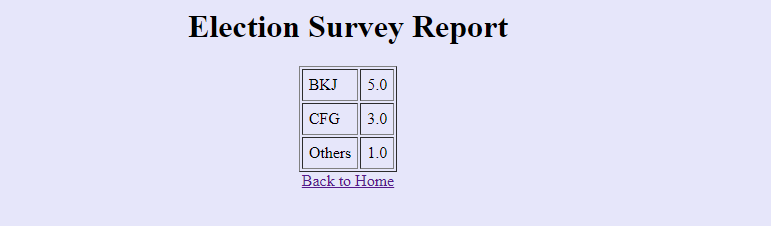 Election Survey Report
BKJ 5.0
CFG 3.0
Others 1.0
Back to Home